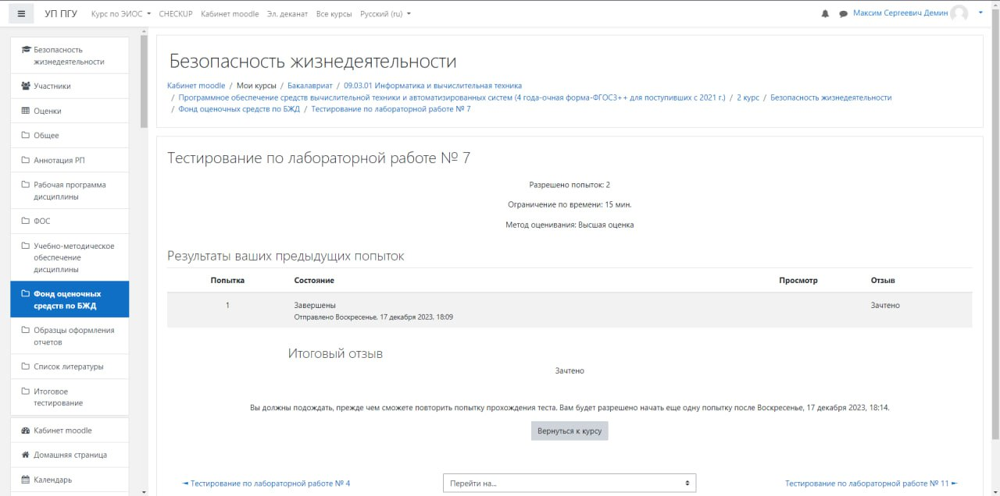 УП ПГУ Курс по ЭИОС CHECKUP Кабинет moodle Эл. деканат Все курсы Русский (ru) Максим Сергеевич Демин
Безопасность
жизнедеятельности
Участники
Оценки
Общее
Аннотация РП
Рабочая программа
дисциплины
ФОС
Учебно-методическое
обеспечение
дисциплины
Фонд оценочных
средств по БЖД
Образцы оформления
отчетов
Список литературы
Итоговое
тестирование
Кабинет moodle
Домашняя страница
Календарь
Безопасность жизнедеятельности
Кабинет moodle / Мои курсы / Бакалавриат / 09.03.01 Информатика и вычислительная техника
/ Программное обеспечение средств вычислительной техники и автоматизированных систем (4 года-очная форма-ФГОС3++ для поступивших с 2021 г.) / 2 курс / Безопасность жизнедеятельности
/ Фонд оценочных средств по БЖД / Тестирование по лабораторной работе № 7
Тестирование по лабораторной работе № 7
Разрешено попыток: 2
Ограничение по времени: 15 мин.
Метод оценивания: Высшая оценка
Результаты ваших предыдущих попыток
Попытка Состояние Просмотр Отзыв
1 Завершены Зачтено
Отправлено Воскресенье, 17 декабря 2023, 18:09
Итоговый отзыв
Зачтено
Вы должны подождать, прежде чем сможете повторить попытку прохождения теста. Вам будет разрешено начать еще одну попытку после Воскресенье, 17 декабря 2023, 18:14.
Вернуться к курсу
◄ Тестирование по лабораторной работе № 4 Перейти на... Тестирование по лабораторной работе № 11 ►